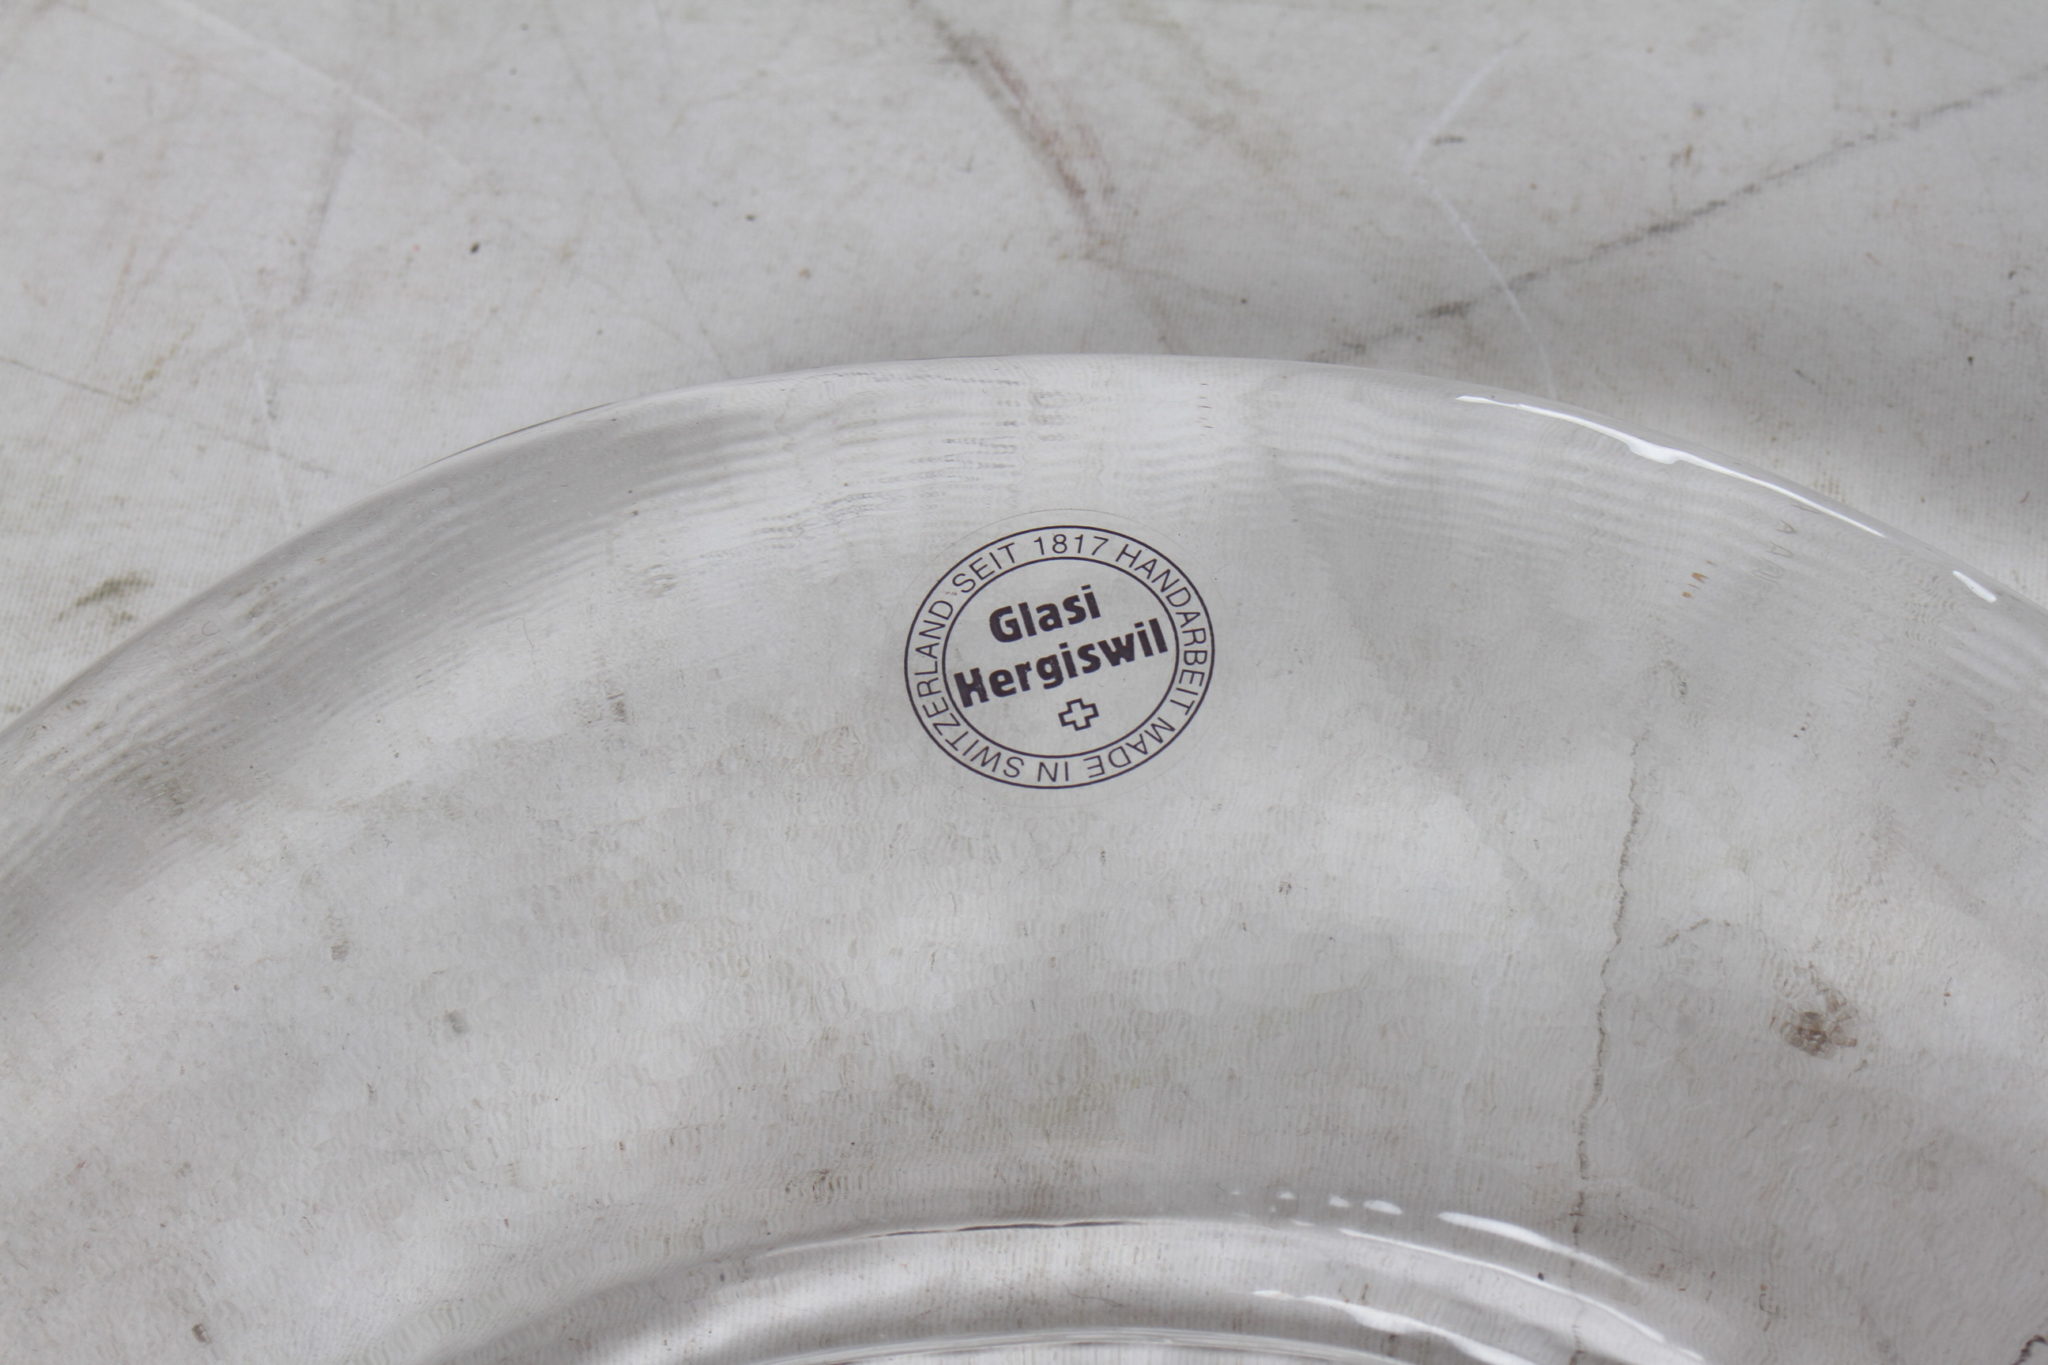 SEIT 1817 HANDARBEIT MADE IN SWITZERLAND
Glasi
Hergiswil